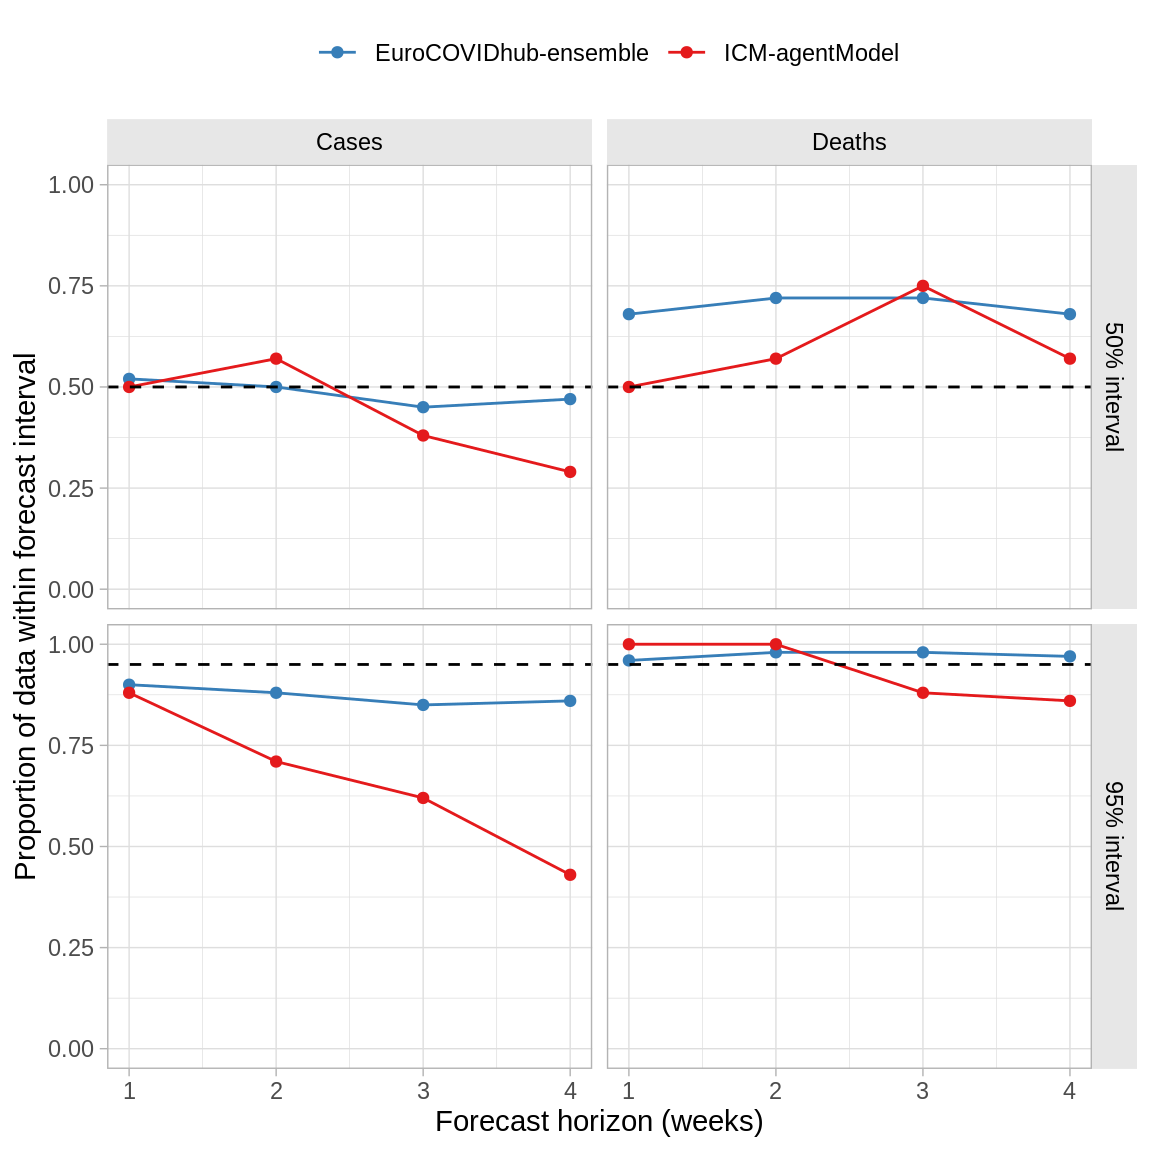 EuroCOVIDhub-ensemble ICM-agentModel
Cases Deaths
1.00
0.75
0.50
0.25
0.00
50% interval
1.00
0.75
0.50
0.25
0.00
95% interval
Proportion of data within forecast interval
1 2 3 4 1 2 3 4
Forecast horizon (weeks)